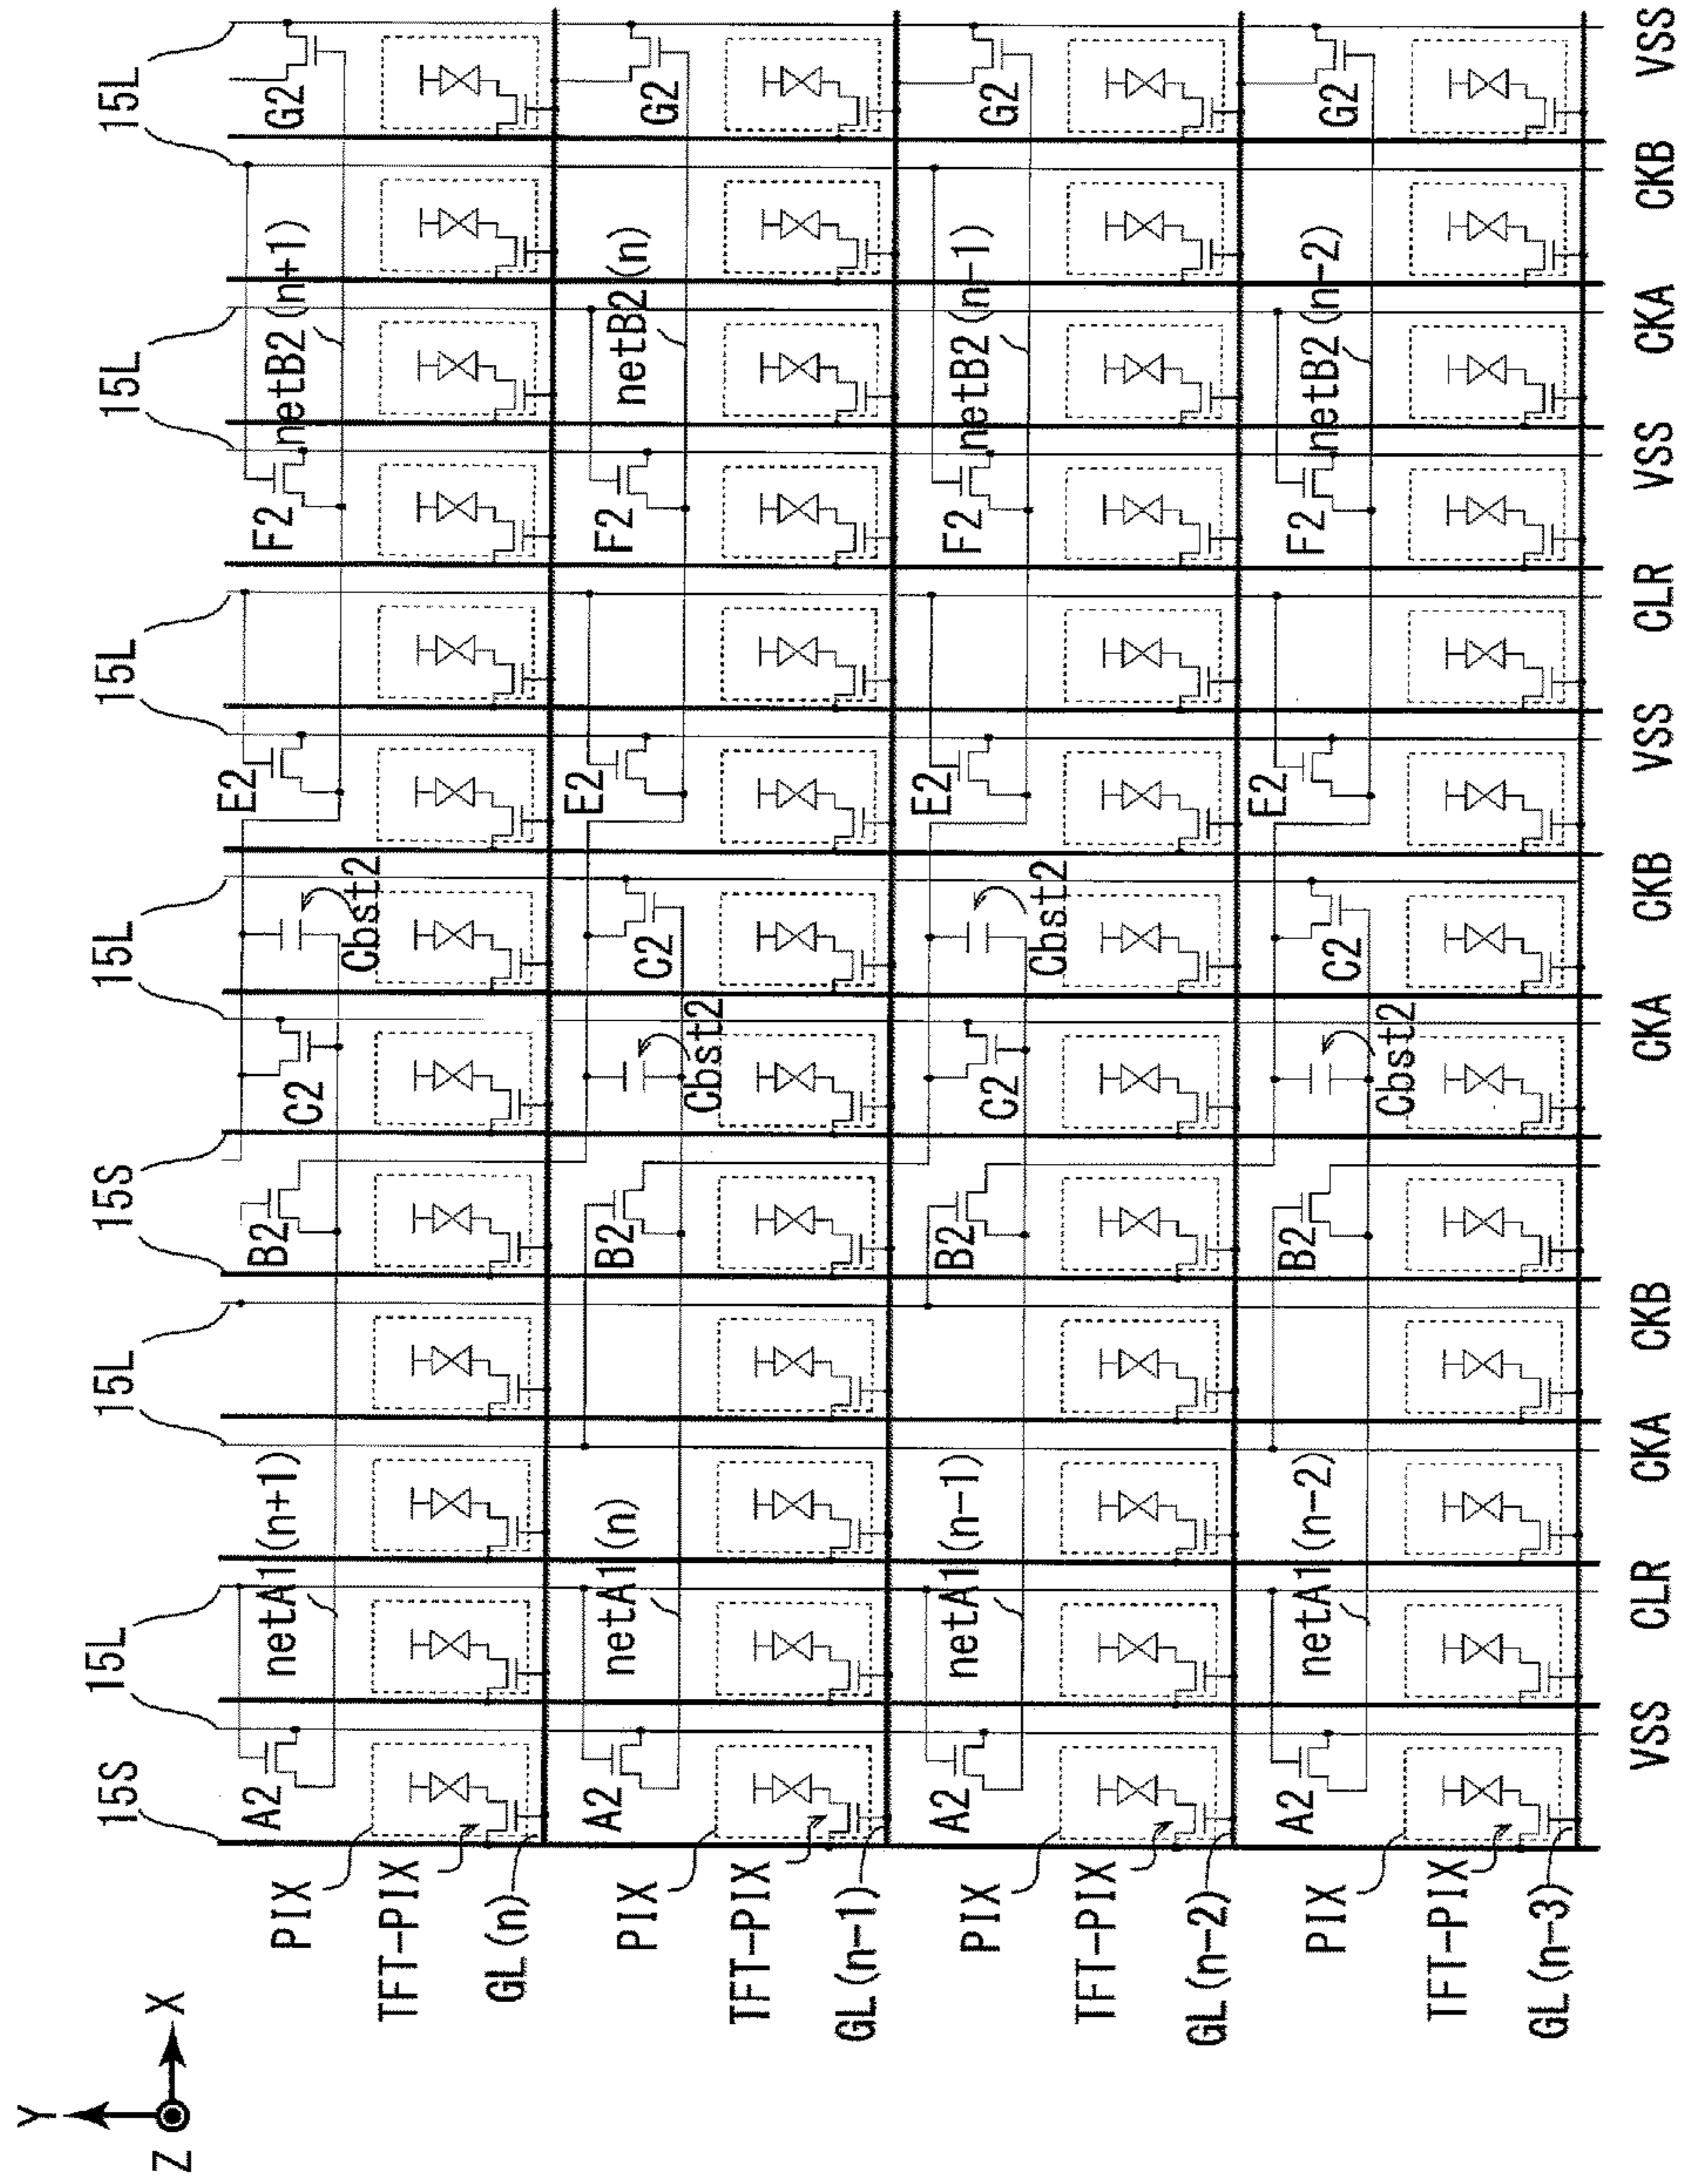 Y
Z X
15S 15L 15L 15S 15L 15L 15L 15L
PIX A2 netA1(n+1) B2 C2 Cbst2 E2 F2 netB2(n+1) G2
TFT-PIX
GL(n)
PIX A2 netA1(n) B2 Cbst2 C2 E2 F2 netB2(n) G2
TFT-PIX
GL(n-1)
PIX A2 netA1(n-1) B2 C2 Cbst2 E2 F2 netB2(n-1) G2
TFT-PIX
GL(n-2)
PIX A2 netA1(n-2) B2 Cbst2 C2 E2 F2 netB2(n-2) G2
TFT-PIX
GL(n-3)
VSS CLR CKA CKB CKA CKB VSS CLR VSS CKA CKB VSS